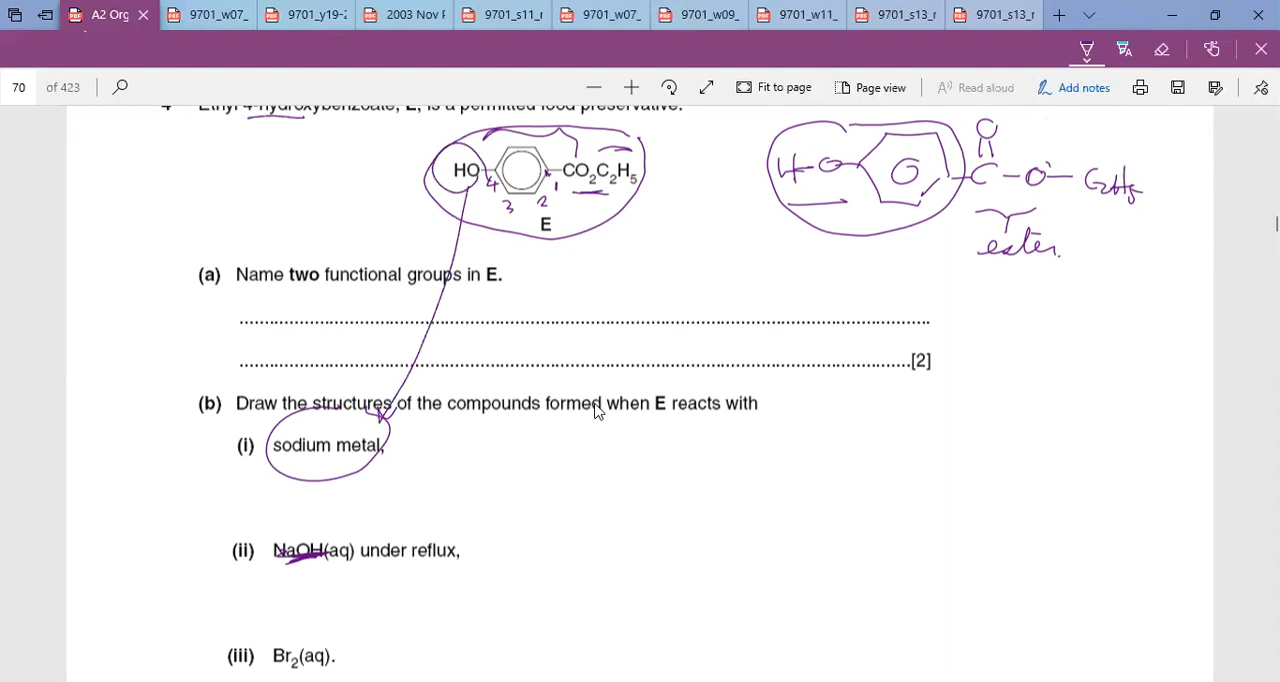 A2 Org
9701_w07_
9701_y19-2
2003 Nov
9701_s11_r
9701_w07_
9701_w09_
9701_w11_
9701_s13_r
9701_s13_r
70 of 423
Fit to page
Page view
Read aloud
Add notes
4 Ethyl 4-hydroxybenzoate, E, is a permitted food preservative.
HO
CO2C2H5
4
3
2
1
E
H-O
O
C-O-C2H5
ester.
(a) Name two functional groups in E.
[2]
(b) Draw the structures of the compounds formed when E reacts with
(i) sodium metal,
(ii) NaOH(aq) under reflux,
(iii) Br2(aq).